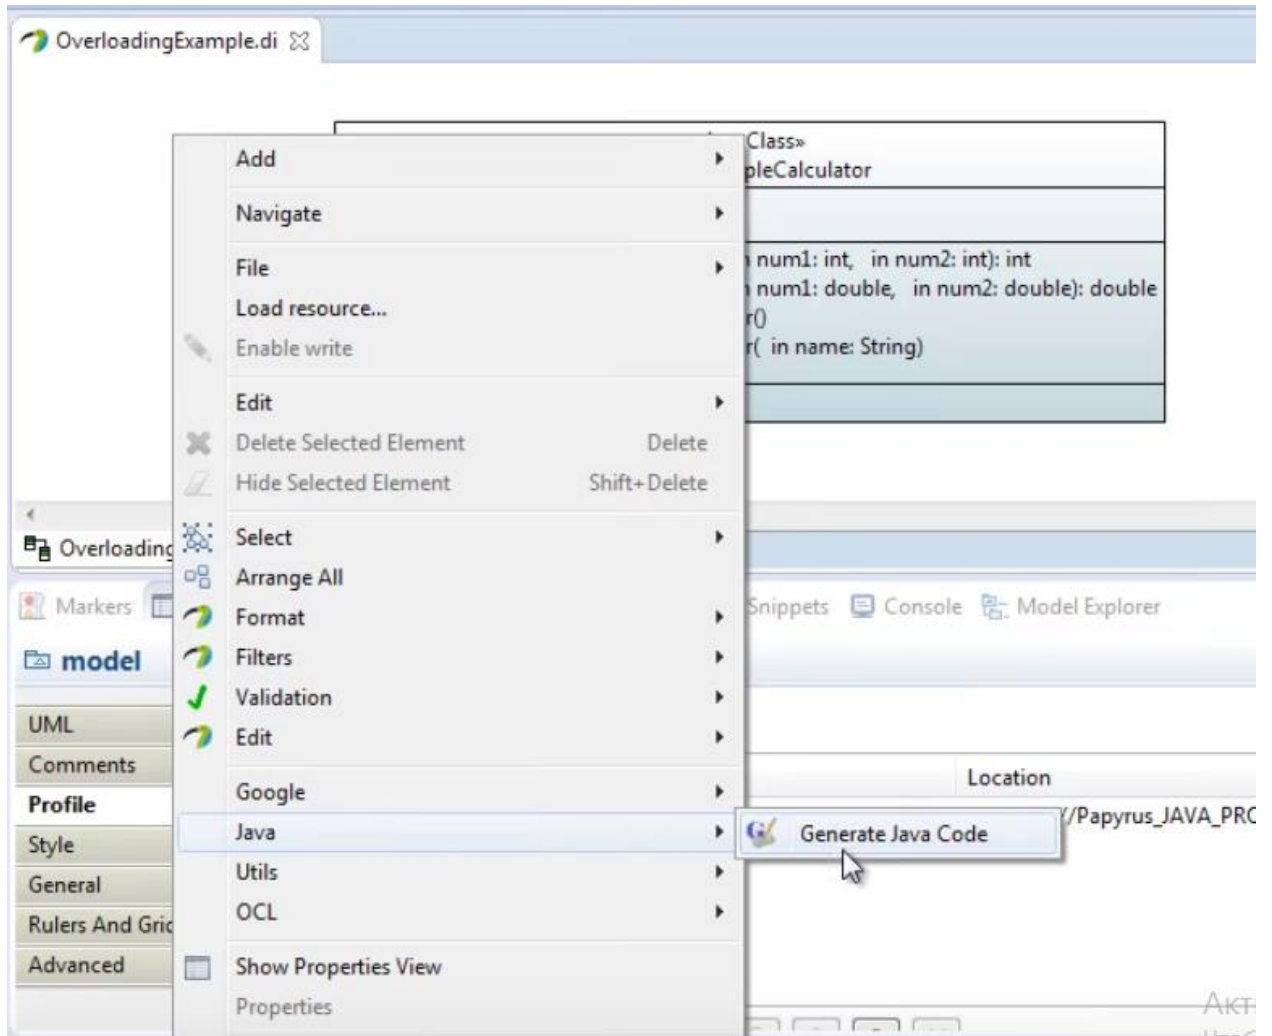 OverloadingExample.di
Class»
pleCalculator
num1: int, in num2: int): int
num1: double, in num2: double): double
r()
r( in name: String)
Add
Navigate
File
Load resource...
Enable write
Edit
Delete Selected Element Delete
Hide Selected Element Shift+Delete
Select
Arrange All
Format
Filters
Validation
Edit
Google
Java
Utils
OCL
Show Properties View
Properties
Generate Java Code
Overloading
Markers
Snippets Console Model Explorer
model
UML
Comments
Profile
Style
General
Rulers And Grid
Advanced
Location
//Papyrus_JAVA_PRO
Акт